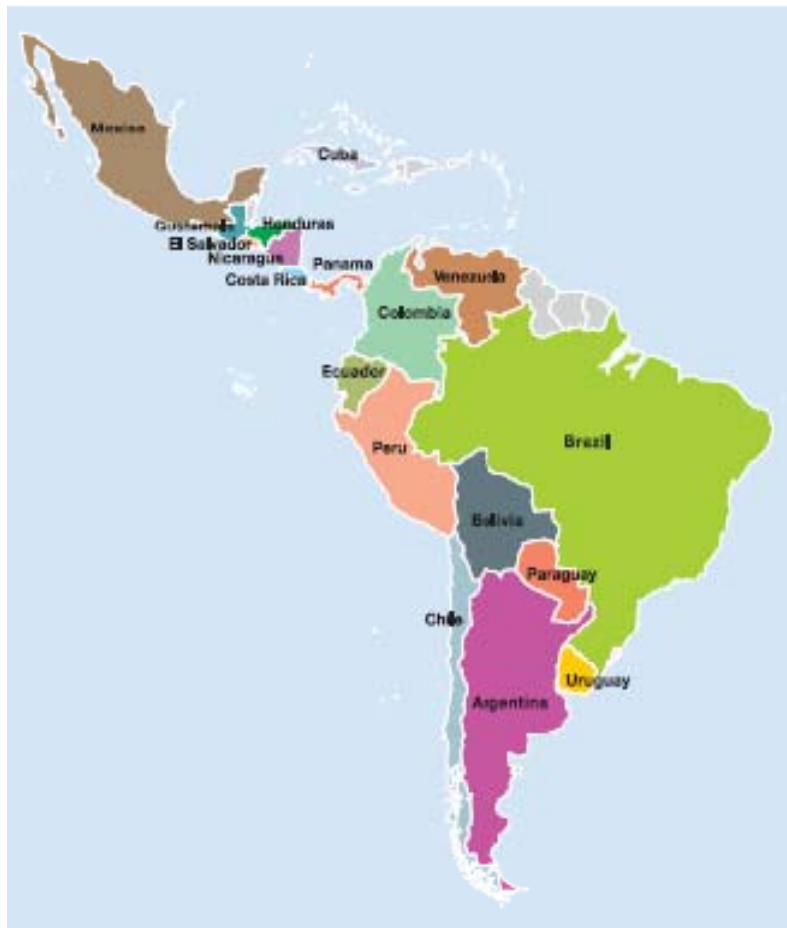 Mexico
Cuba
Guatemala
Honduras
El Salvador
Nicaragua
Panama
Costa Rica
Venezuela
Colombia
Ecuador
Peru
Brazil
Bolivia
Paraguay
Chile
Uruguay
Argentina